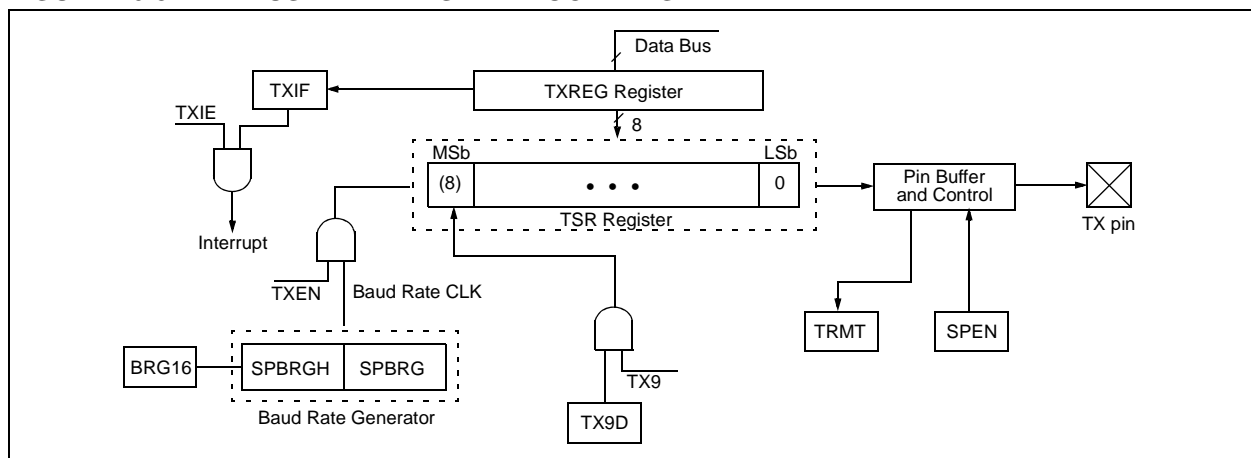 Data Bus
TXIF
TXREG Register
TXIE
8
MSb
LSb
(8)
• • •
0
TSR Register
Pin Buffer
and Control
TX pin
Interrupt
TXEN
Baud Rate CLK
TRMT
SPEN
BRG16
SPBRGH
SPBRG
TX9
Baud Rate Generator
TX9D